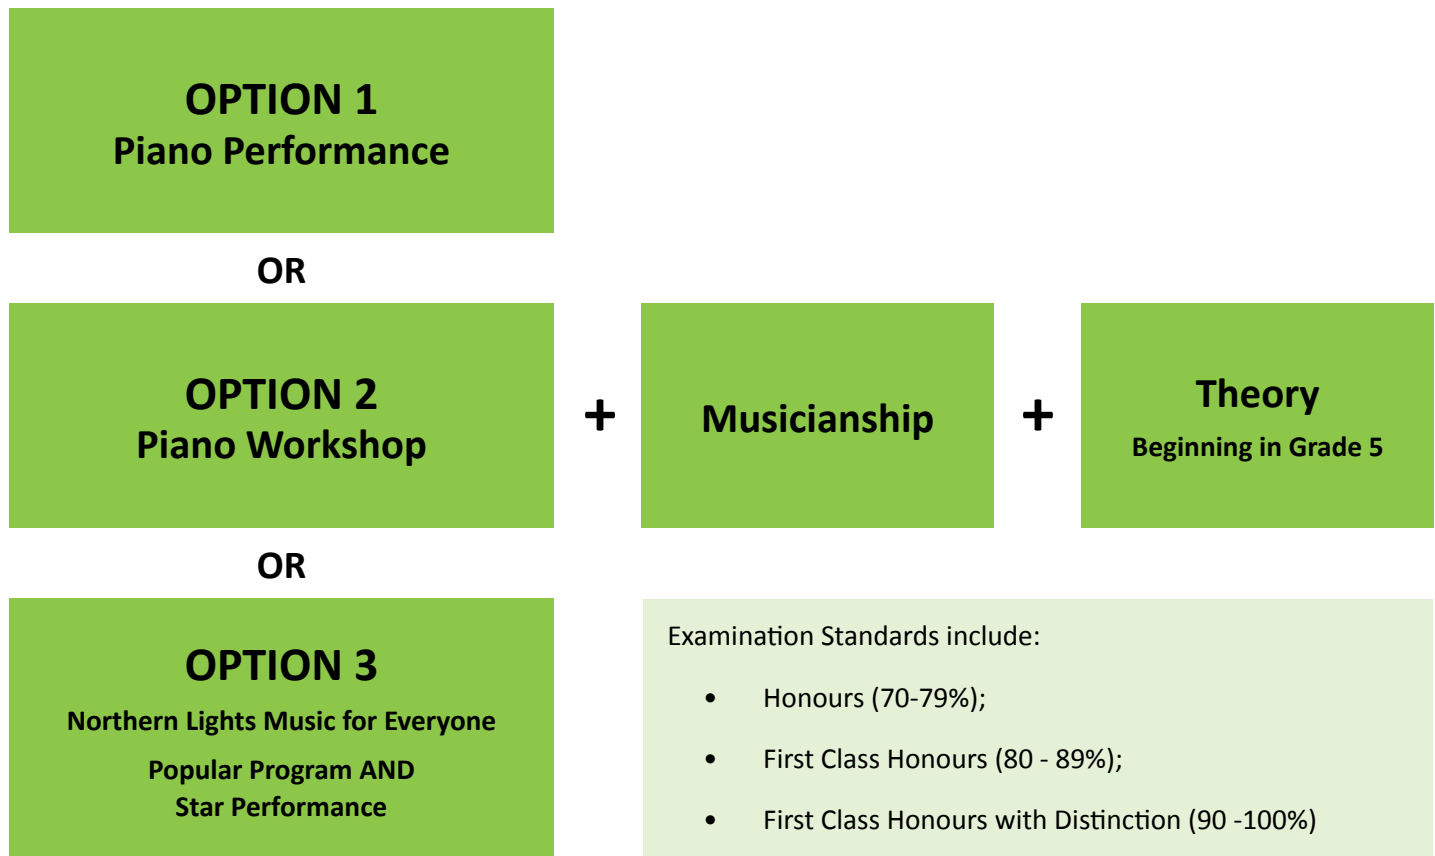 OPTION 1
Piano Performance
OR
OPTION 2
Piano Workshop
+
Musicianship
+
Theory
Beginning in Grade 5
OR
OPTION 3
Northern Lights Music for Everyone
Popular Program AND
Star Performance
Examination Standards include:
• Honours (70-79%);
• First Class Honours (80 - 89%);
• First Class Honours with Distinction (90 -100%)